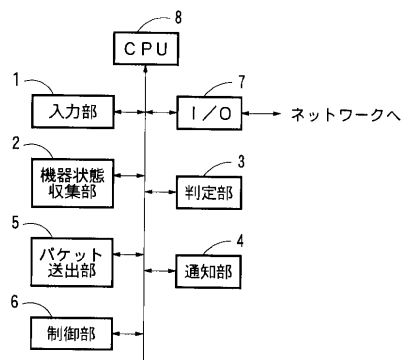 8
CPU
1
入力部
7
I/O
ネットワークへ
2
機器状態
収集部
3
判定部
5
パケット
送出部
4
通知部
6
制御部